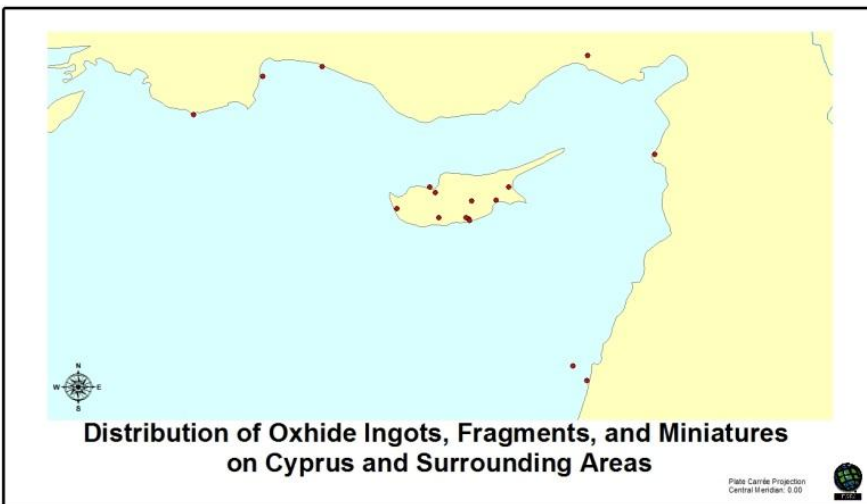 N
W E
S
Distribution of Oxhide Ingots, Fragments, and Miniatures
on Cyprus and Surrounding Areas
Plate Carrée Projection
Central Meridian: 0.00